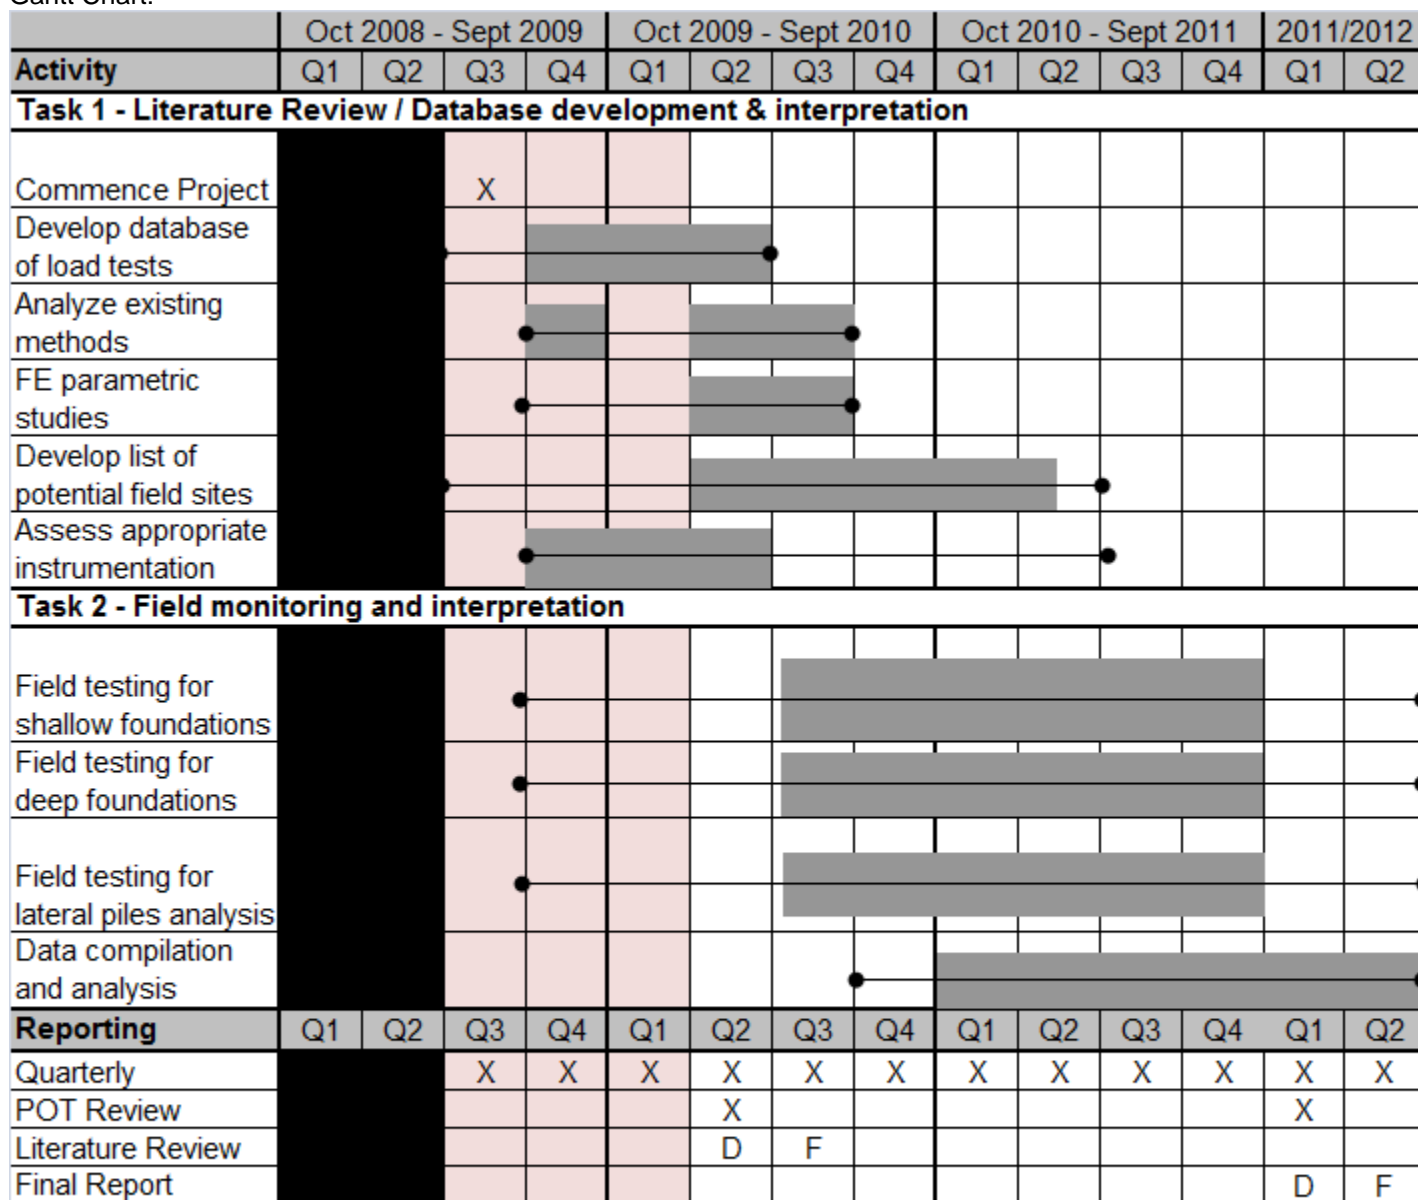 Gantt Chart:
Oct 2008 - Sept 2009 Oct 2009 - Sept 2010 Oct 2010 - Sept 2011 2011/2012
Activity Q1 Q2 Q3 Q4 Q1 Q2 Q3 Q4 Q1 Q2 Q3 Q4 Q1 Q2
Task 1 - Literature Review / Database development & interpretation
Commence Project X
Develop database
of load tests
Analyze existing
methods
FE parametric
studies
Develop list of
potential field sites
Assess appropriate
instrumentation
Task 2 - Field monitoring and interpretation
Field testing for
shallow foundations
Field testing for
deep foundations
Field testing for
lateral piles analysis
Data compilation
and analysis
Reporting Q1 Q2 Q3 Q4 Q1 Q2 Q3 Q4 Q1 Q2 Q3 Q4 Q1 Q2
Quarterly X X X X X X X X X X X X
POT Review X X
Literature Review D F
Final Report D F